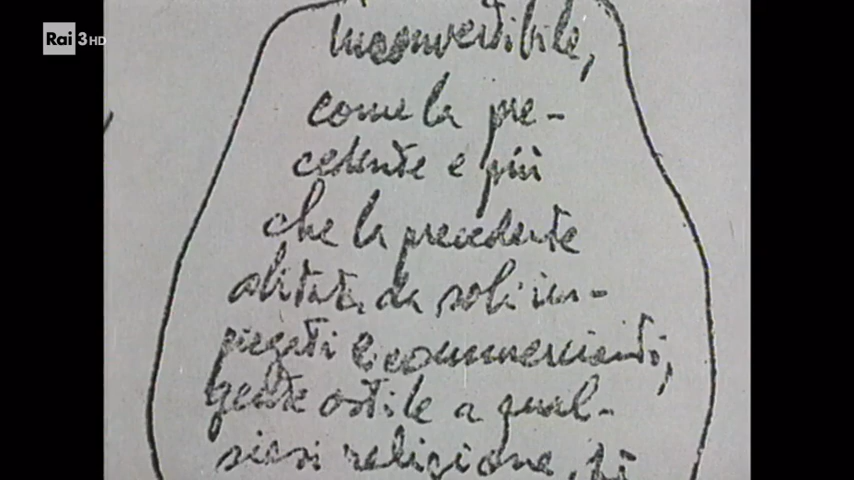 Rai 3HD
Inconvertibile,
come la pre-
cedente e più
che la precedente
abitata da soli im-
piegati e commercianti,
gente ostile a qual-
siasi religione, di